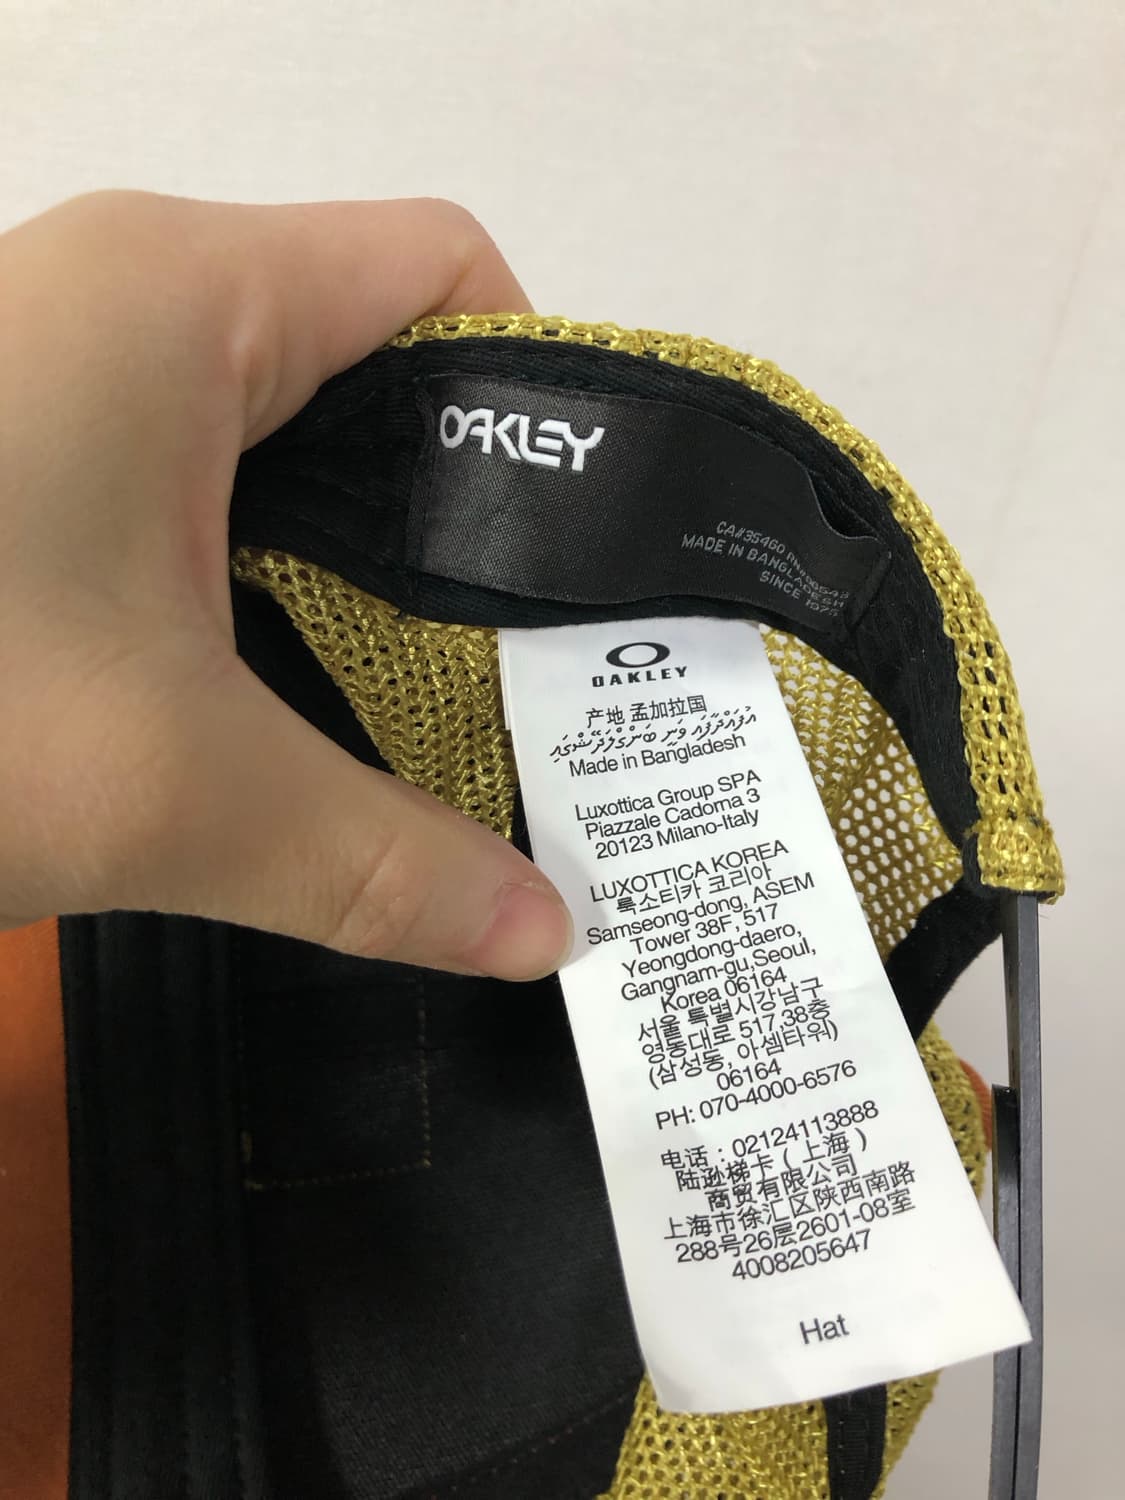 OAKLEY
CA#35460
MADE IN BANGLADESH
SINCE 1975
OAKLEY
产地 孟加拉国
Made in Bangladesh
Luxottica Group SPA
Piazzale Cadorna 3
20123 Milano-Italy
LUXOTTICA KOREA
룩소티카 코리아
Samseong-dong, ASEM
Tower 38F, 517
Yeongdong-daero,
Gangnam-gu,Seoul,
Korea 06164
서울 특별시강남구
영동대로 517,38층
(삼성동, 아셈타워)
06164
PH: 070-4000-6576
电话 : 02124113888
陆逊梯卡 ( 上海 )
商贸有限公司
上海市徐汇区陕西南路
288号26层2601-08室
4008205647
Hat